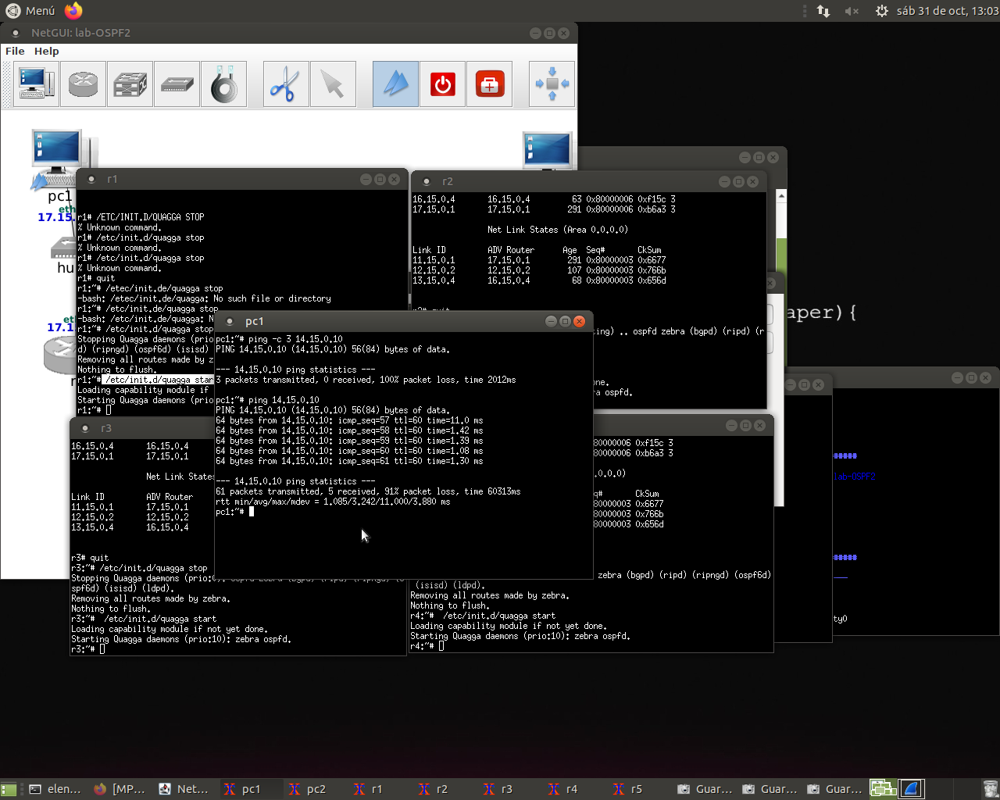 Menú
sáb 31 de oct, 13:03
NetGUI: lab-OSPF2
File Help
pc1
eth
17.15.
hu
et
17.15
r1
r1# /ETC/INIT.D/QUAGGA STOP
% Unknown command.
r1# /etc/init.d/quagga stop
% Unknown command.
r1# /etc/init.d/quagga stop
% Unknown command.
r1# quit
r1:~# /etec/init.de/quagga stop
-bash: /etec/init.de/quagga: No such file or directory
r1:~# /etec/init.d/quagga stop
-bash: /etec/init.d/quagga: N
r1:~# /etc/init.d/quagga stop
Stopping Quagga daemons (prio
d) (ripngd) (ospf6d) (isisd)
Removing all routes made by z
Nothing to flush.
r1:~# /etc/init.d/quagga star
Loading capability module if
Starting Quagga daemons (prio
r1:~#
r2
16.15.0.4 16.15.0.4 63 0x80000006 0xf15c 3
17.15.0.1 17.15.0.1 291 0x80000006 0xb6a3 3
Net Link States (Area 0.0.0.0)
Link ID ADV Router Age Seq# CkSum
11.15.0.1 17.15.0.1 291 0x80000003 0x6677
12.15.0.2 12.15.0.2 107 0x80000003 0x766b
13.15.0.4 16.15.0.4 68 0x80000003 0x656d
r2# quit
ing) .. ospfd zebra (bgpd) (ripd) (r
one.
a ospfd.
aper){
pc1
pc1:~# ping -c 3 14.15.0.10
PING 14.15.0.10 (14.15.0.10) 56(84) bytes of data.
--- 14.15.0.10 ping statistics ---
3 packets transmitted, 0 received, 100% packet loss, time 2012ms
pc1:~# ping 14.15.0.10
PING 14.15.0.10 (14.15.0.10) 56(84) bytes of data.
64 bytes from 14.15.0.10: icmp_seq=57 ttl=60 time=11.0 ms
64 bytes from 14.15.0.10: icmp_seq=58 ttl=60 time=1.42 ms
64 bytes from 14.15.0.10: icmp_seq=59 ttl=60 time=1.39 ms
64 bytes from 14.15.0.10: icmp_seq=60 ttl=60 time=1.08 ms
64 bytes from 14.15.0.10: icmp_seq=61 ttl=60 time=1.30 ms
--- 14.15.0.10 ping statistics ---
61 packets transmitted, 5 received, 91% packet loss, time 60313ms
rtt min/avg/max/mdev = 1.085/3.242/11.000/3.880 ms
pc1:~#
r3
16.15.0.4 16.15.0.4
17.15.0.1 17.15.0.1
Net Link States
Link ID ADV Router
11.15.0.1 17.15.0.1
12.15.0.2 12.15.0.2
13.15.0.4 16.15.0.4
r3# quit
r3:~# /etc/init.d/quagga stop
Stopping Quagga daemons (prio:0): ospfd zebra (bgpd) (ripd) (ripngd) (o
spf6d) (isisd) (ldpd).
Removing all routes made by zebra.
Nothing to flush.
r3:~# /etc/init.d/quagga start
Loading capability module if not yet done.
Starting Quagga daemons (prio:10): zebra ospfd.
r3:~#
0000006 0xf15c 3
0000006 0xb6a3 3
.0.0.0)
q# CkSum
80000003 0x6677
80000003 0x766b
80000003 0x656d
zebra (bgpd) (ripd) (ripngd) (ospf6d)
(isisd) (ldpd).
Removing all routes made by zebra.
Nothing to flush.
r4:~# /etc/init.d/quagga start
Loading capability module if not yet done.
Starting Quagga daemons (prio:10): zebra ospfd.
r4:~#
lab-OSPF2
ty0
elen...
[MP...
Net...
pc1
pc2
r1
r2
r3
r4
r5
Guar...
Guar...
Guar...